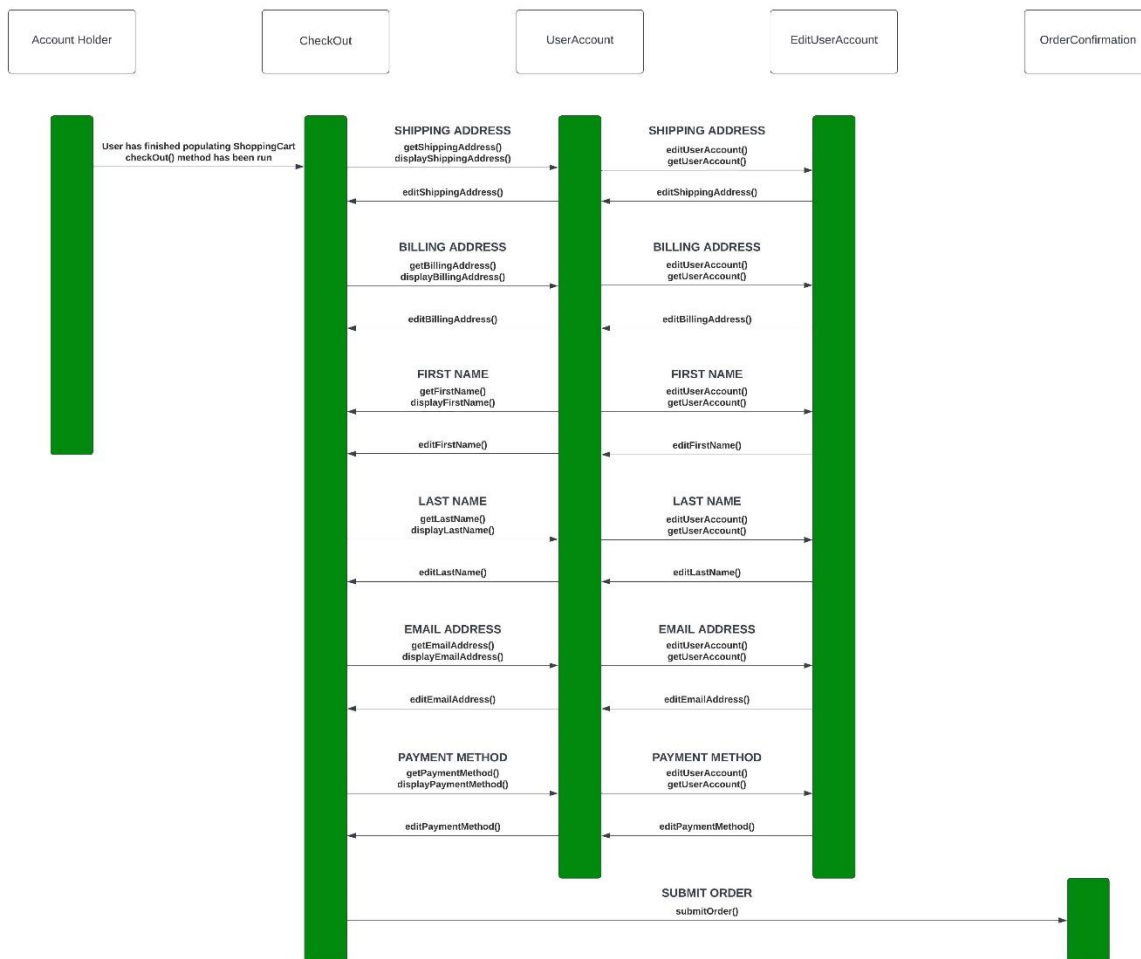 Account Holder
CheckOut
UserAccount
EditUserAccount
OrderConfirmation
User has finished populating ShoppingCart
checkOut() method has been run
SHIPPING ADDRESS
getShippingAddress()
displayShippingAddress()
SHIPPING ADDRESS
editUserAccount()
getUserAccount()
editShippingAddress()
editShippingAddress()
BILLING ADDRESS
getBillingAddress()
displayBillingAddress()
BILLING ADDRESS
editUserAccount()
getUserAccount()
editBillingAddress()
editBillingAddress()
FIRST NAME
getFirstName()
displayFirstName()
FIRST NAME
editUserAccount()
getUserAccount()
editFirstName()
editFirstName()
LAST NAME
getLastName()
displayLastName()
LAST NAME
editUserAccount()
getUserAccount()
editLastName()
editLastName()
EMAIL ADDRESS
getEmailAddress()
displayEmailAddress()
EMAIL ADDRESS
editUserAccount()
getUserAccount()
editEmailAddress()
editEmailAddress()
PAYMENT METHOD
getPaymentMethod()
displayPaymentMethod()
PAYMENT METHOD
editUserAccount()
getUserAccount()
editPaymentMethod()
editPaymentMethod()
SUBMIT ORDER
submitOrder()